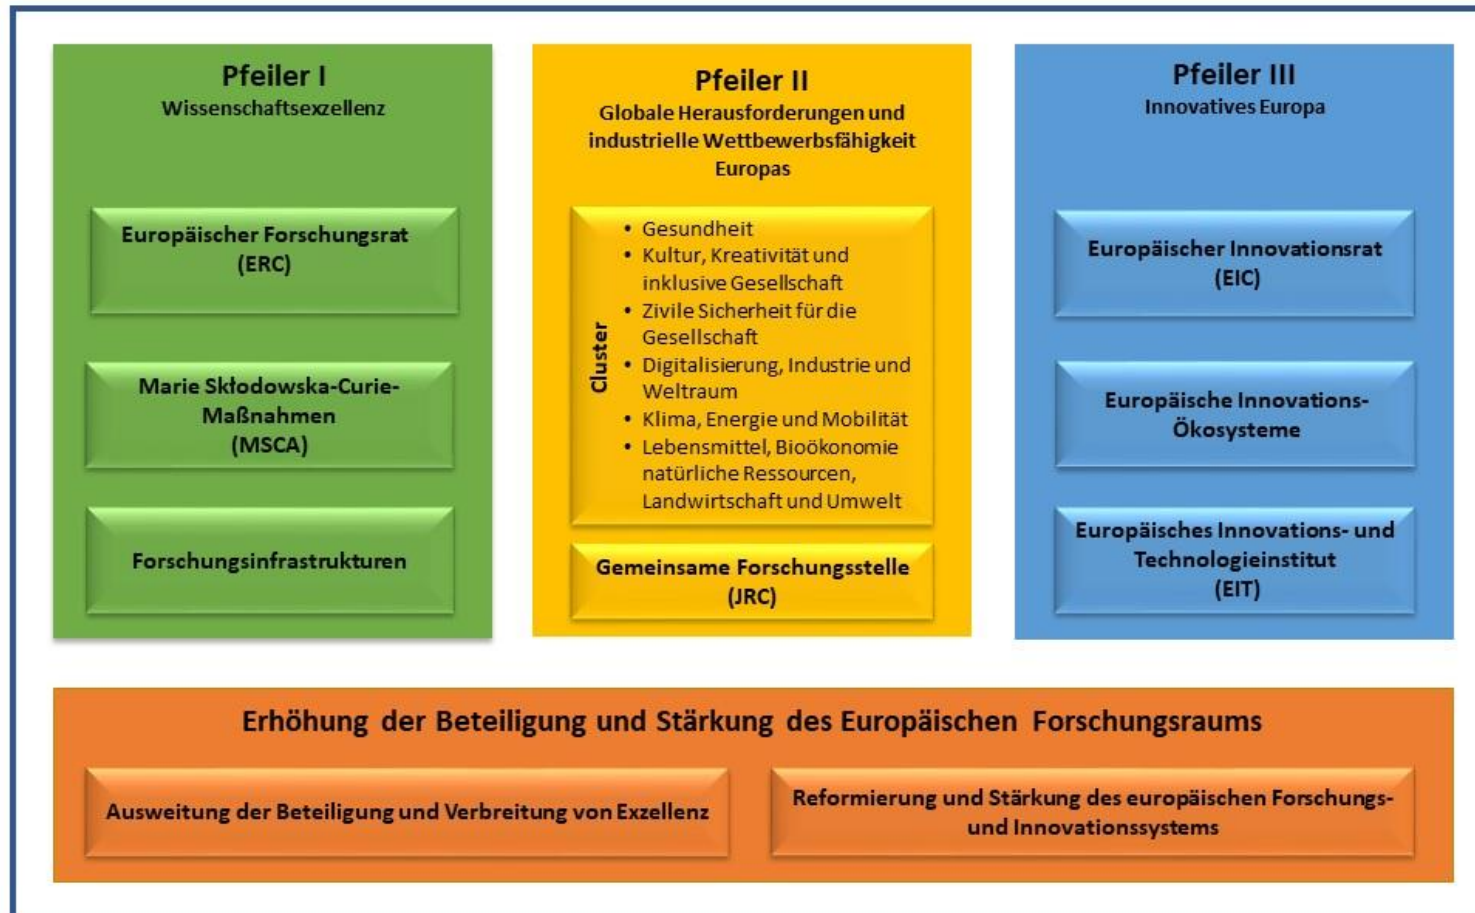 Pfeiler I
Wissenschaftsexzellenz
Europäischer Forschungsrat
(ERC)
Marie Skłodowska-Curie-
Maßnahmen
(MSCA)
Forschungsinfrastrukturen
Pfeiler II
Globale Herausforderungen und
industrielle Wettbewerbsfähigkeit
Europas
Cluster
• Gesundheit
• Kultur, Kreativität und
inklusive Gesellschaft
• Zivile Sicherheit für die
Gesellschaft
• Digitalisierung, Industrie und
Weltraum
• Klima, Energie und Mobilität
• Lebensmittel, Bioökonomie
natürliche Ressourcen,
Landwirtschaft und Umwelt
Gemeinsame Forschungsstelle
(JRC)
Pfeiler III
Innovatives Europa
Europäischer Innovationsrat
(EIC)
Europäische Innovations-
Ökosysteme
Europäisches Innovations- und
Technologieinstitut
(EIT)
Erhöhung der Beteiligung und Stärkung des Europäischen Forschungsraums
Ausweitung der Beteiligung und Verbreitung von Exzellenz
Reformierung und Stärkung des europäischen Forschungs-
und Innovationssystems